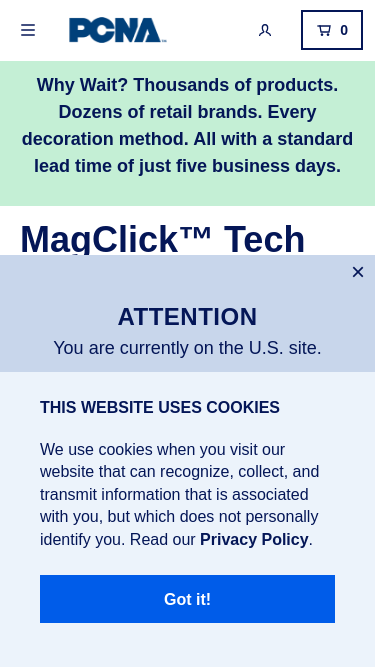 PCNA
0
Why Wait? Thousands of products.
Dozens of retail brands. Every
decoration method. All with a standard
lead time of just five business days.
MagClick™ Tech
×
ATTENTION
You are currently on the U.S. site.
THIS WEBSITE USES COOKIES
We use cookies when you visit our
website that can recognize, collect, and
transmit information that is associated
with you, but which does not personally
identify you. Read our Privacy Policy.
Got it!